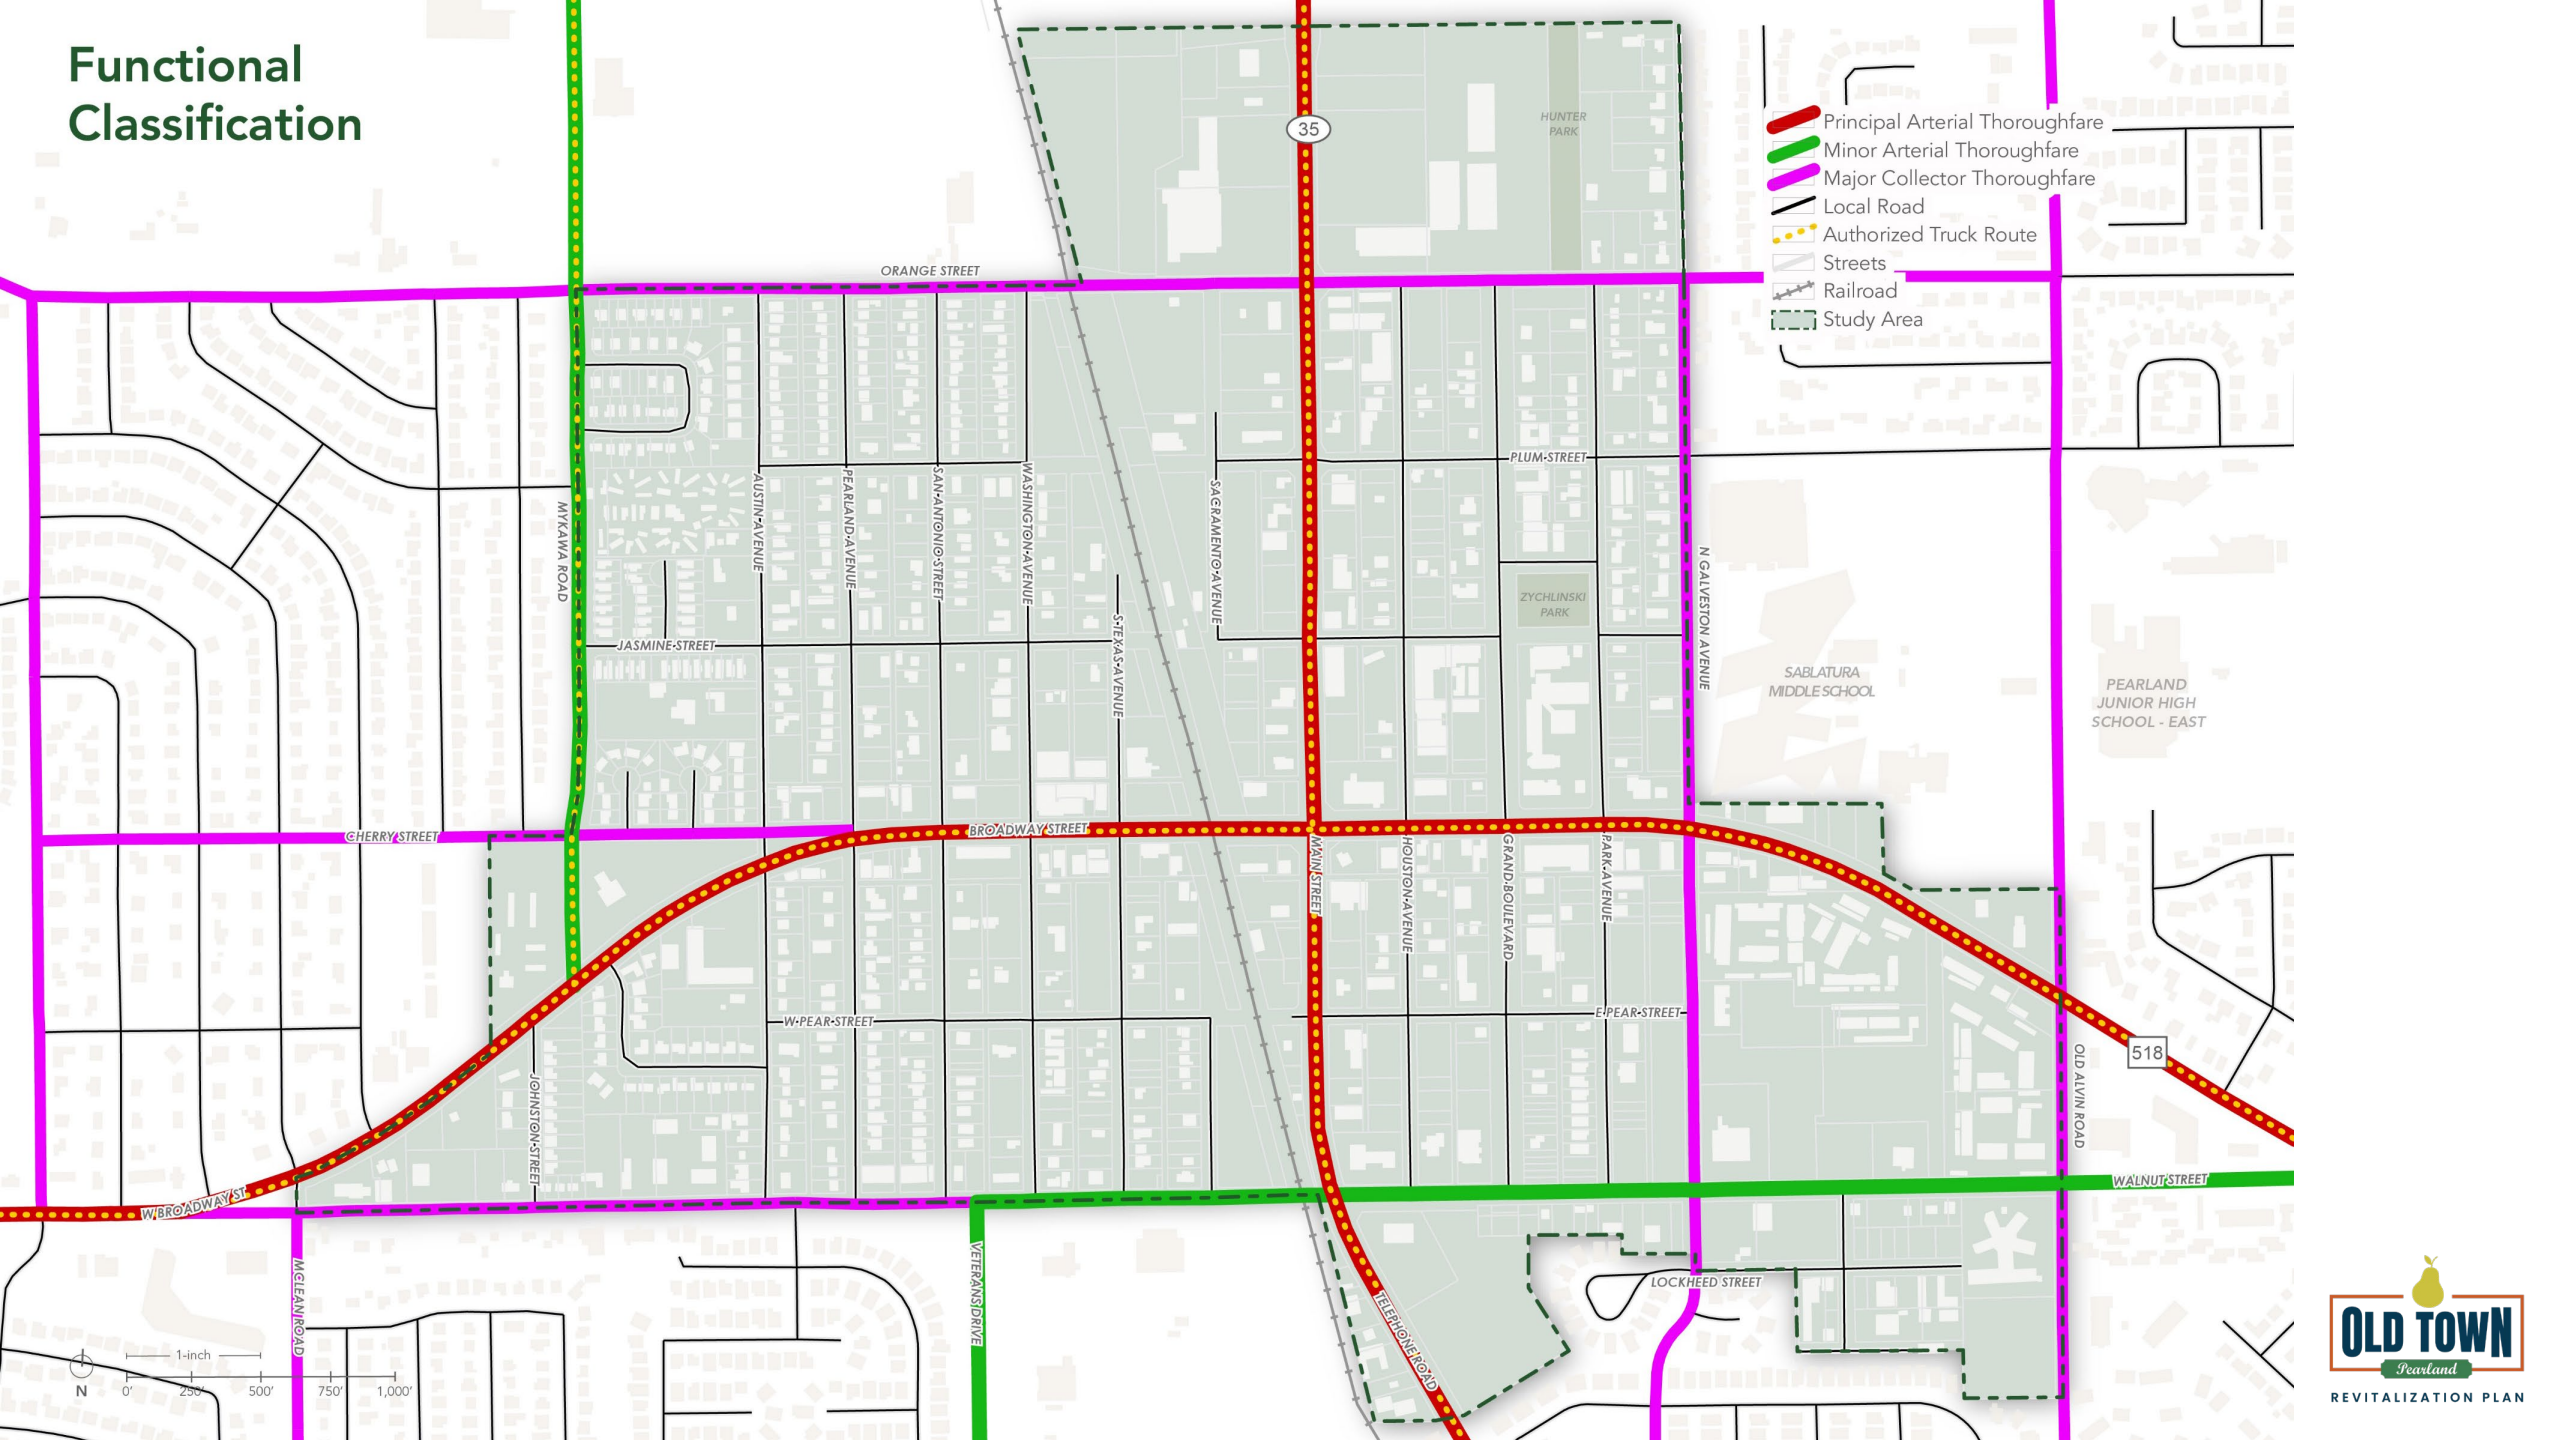 Functional
Classification
35
HUNTER
PARK
Principal Arterial Thoroughfare
Minor Arterial Thoroughfare
Major Collector Thoroughfare
Local Road
Authorized Truck Route
Streets
Railroad
Study Area
ORANGE STREET
PLUM STREET
MYKAWA ROAD
AUSTIN AVENUE
PEARLAND AVENUE
SAN ANTONIO STREET
WASHINGTON AVENUE
SACRAMENTO AVENUE
N GALVESTON AVENUE
ZYCHLINSKI
PARK
JASMINE STREET
S TEXAS AVENUE
SABLATURA
MIDDLE SCHOOL
PEARLAND
JUNIOR HIGH
SCHOOL - EAST
CHERRY STREET
BROADWAY STREET
MAIN STREET
HOUSTON AVENUE
GRAND BOULEVARD
PARK AVENUE
W PEAR STREET
E PEAR STREET
518
OLD ALVIN ROAD
JOHNSTON STREET
WALNUT STREET
W BROADWAY ST
MCLEAN ROAD
VETERANS DRIVE
LOCKHEED STREET
TELEPHONE ROAD
1-inch
N
0' 250' 500' 750' 1,000'
OLD TOWN
Pearland
REVITALIZATION PLAN